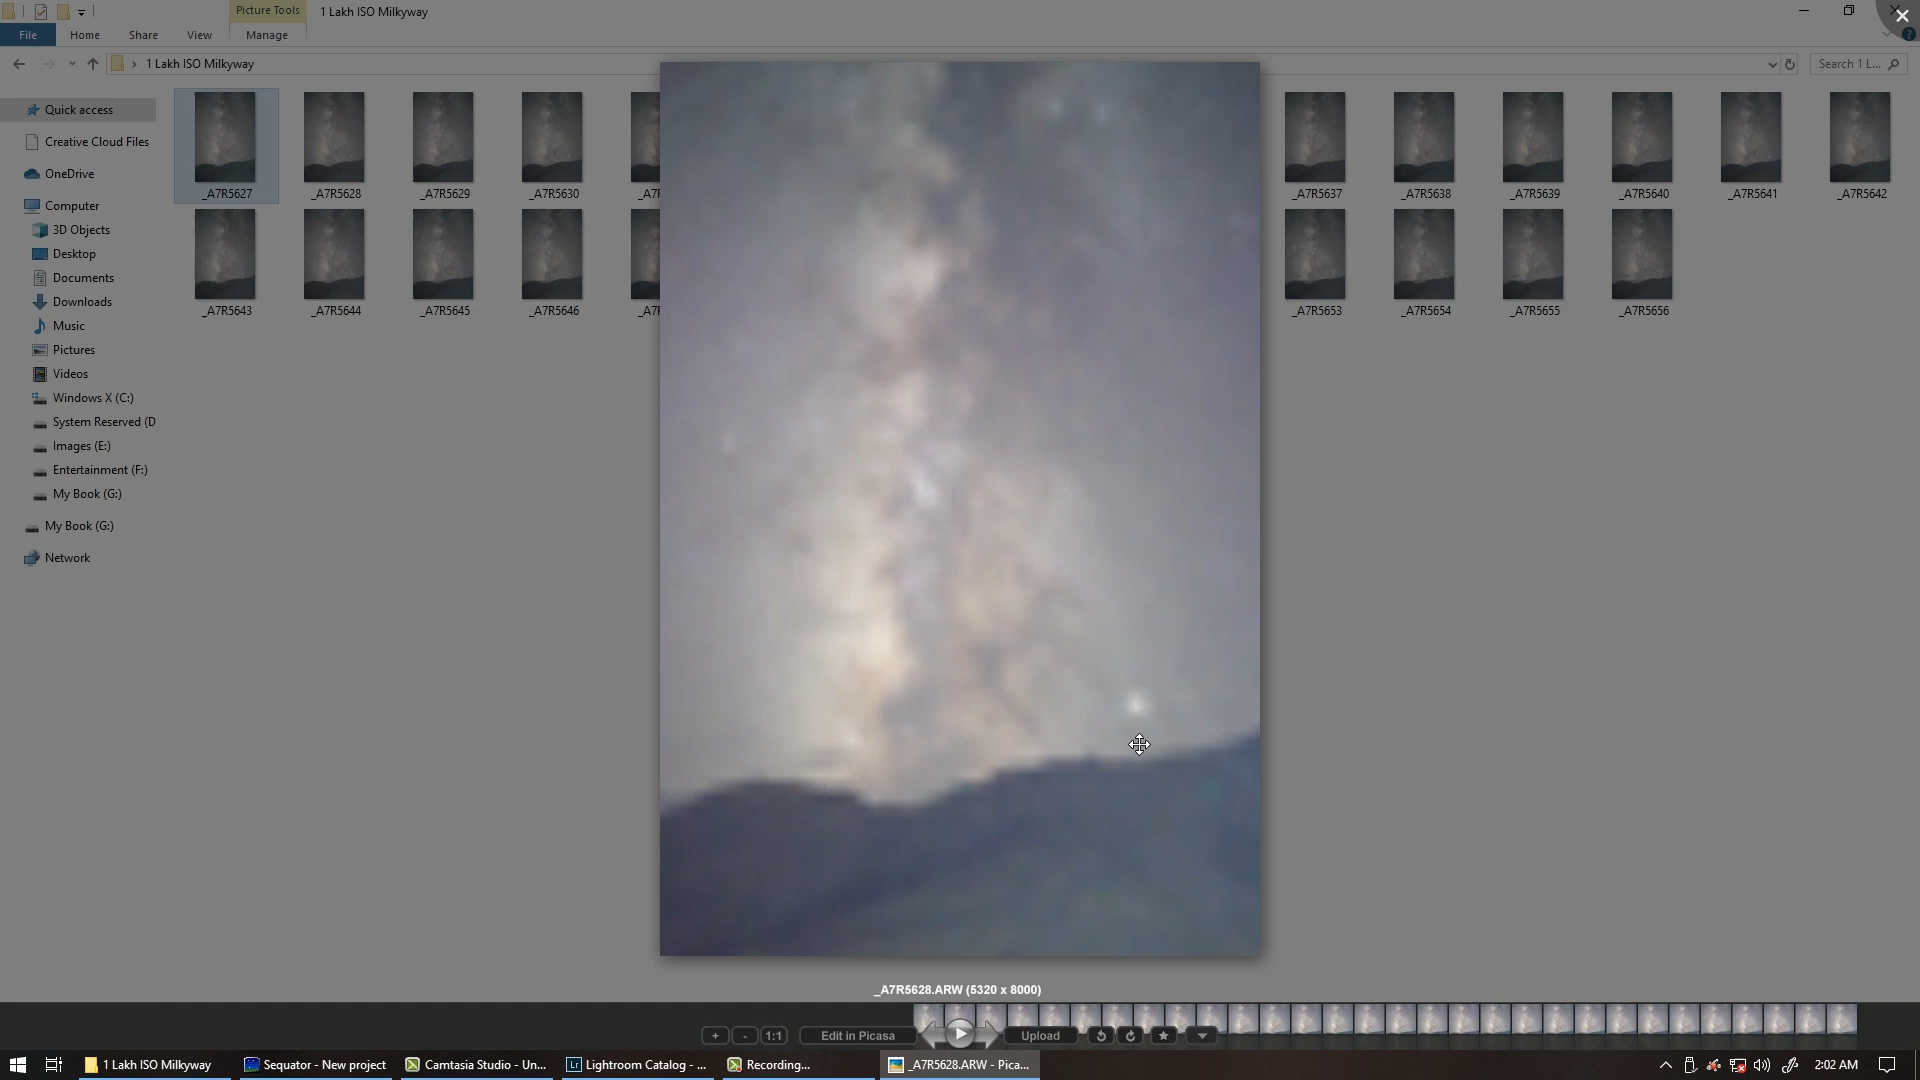 Picture Tools
1 Lakh ISO Milkyway
File
Home
Share
View
Manage
1 Lakh ISO Milkyway
Search 1 L...
Quick access
Creative Cloud Files
OneDrive
Computer
3D Objects
Desktop
Documents
Downloads
Music
Pictures
Videos
Windows X (C:)
System Reserved (D
Images (E:)
Entertainment (F:)
My Book (G:)
My Book (G:)
Network
_A7R5627
_A7R5628
_A7R5629
_A7R5630
_A7R
_A7R5637
_A7R5638
_A7R5639
_A7R5640
_A7R5641
_A7R5642
_A7R5643
_A7R5644
_A7R5645
_A7R5646
_A7R
_A7R5653
_A7R5654
_A7R5655
_A7R5656
_A7R5628.ARW (5320 x 8000)
+
-
1:1
Edit in Picasa
Upload
1 Lakh ISO Milkyway
Sequator - New project
Camtasia Studio - Un...
Lightroom Catalog - ...
Recording...
_A7R5628.ARW - Pica...
2:02 AM